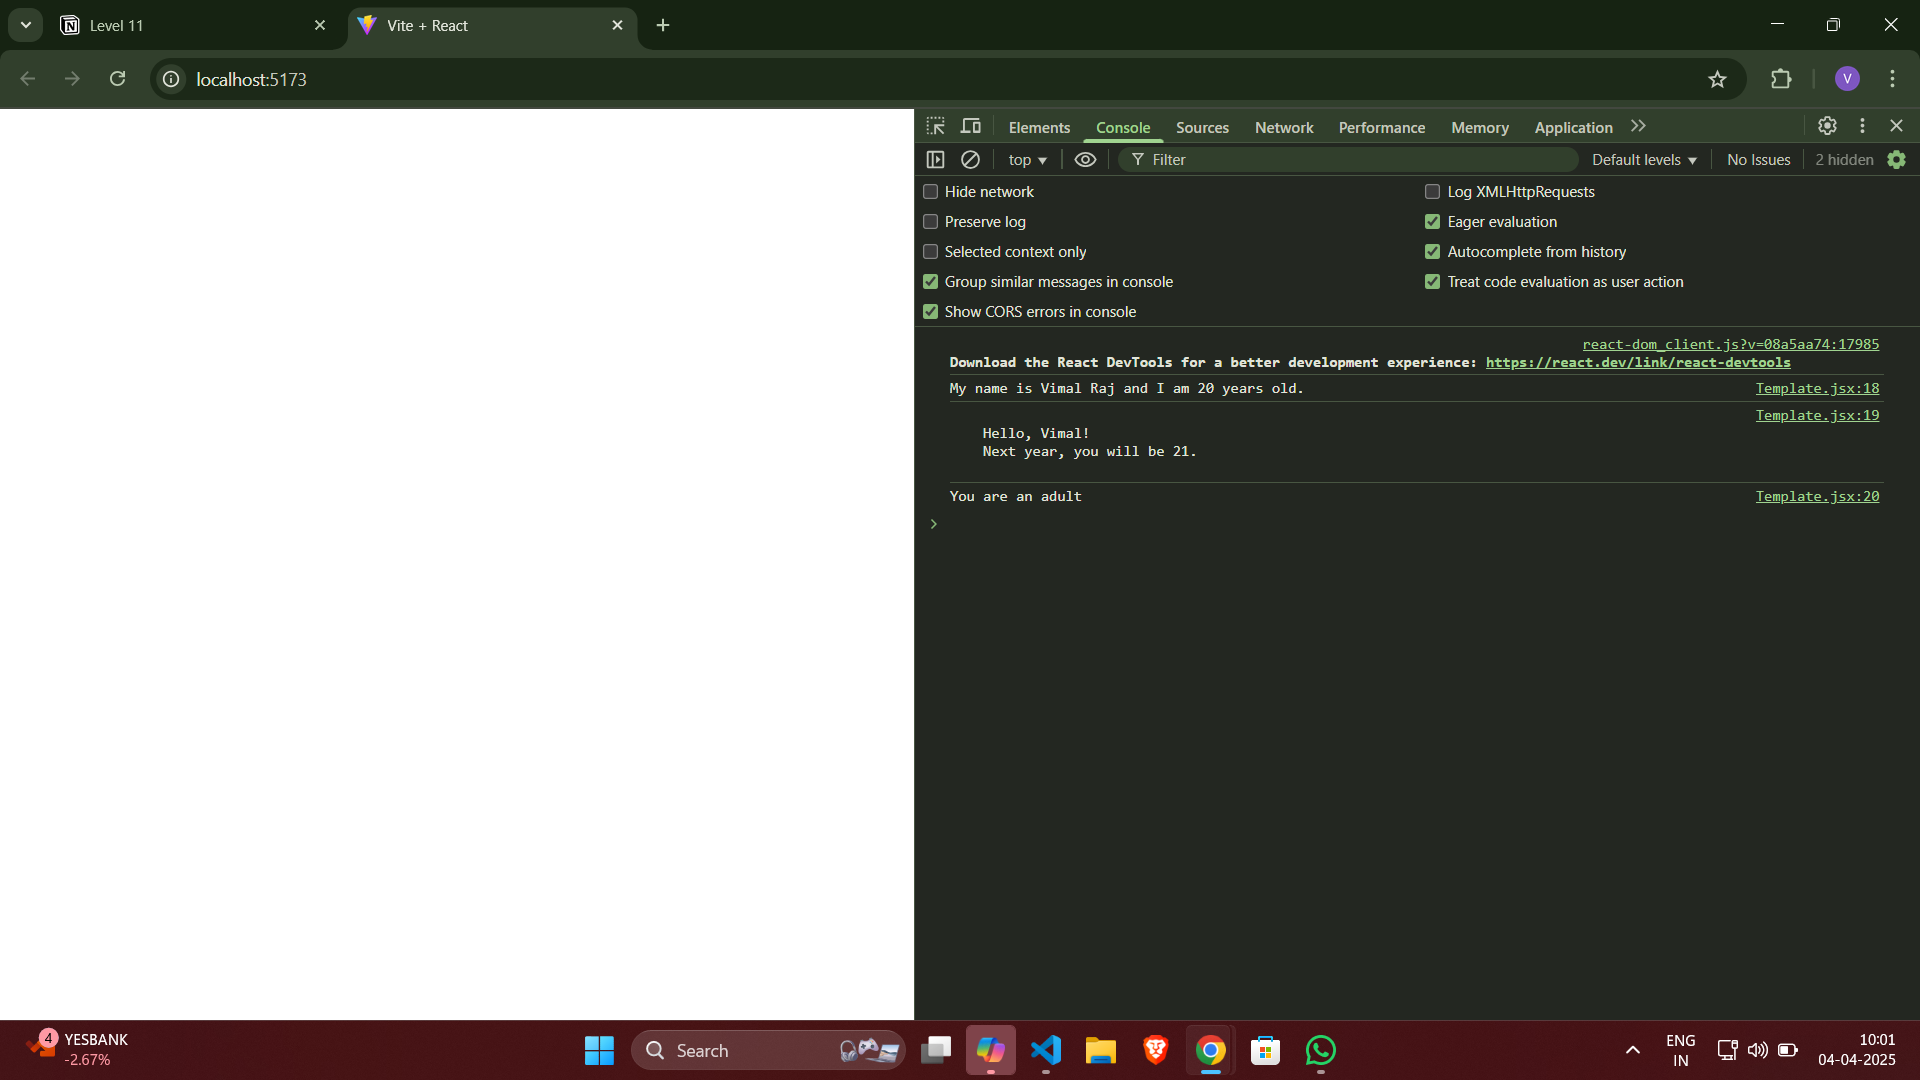 Level 11
Vite + React
localhost:5173
V
Elements Console Sources Network Performance Memory Application
top Filter Default levels No Issues 2 hidden
Hide network
Log XMLHttpRequests
Preserve log
Eager evaluation
Selected context only
Autocomplete from history
Group similar messages in console
Treat code evaluation as user action
Show CORS errors in console
react-dom_client.js?v=08a5aa74:17985
Download the React DevTools for a better development experience: https://react.dev/link/react-devtools
My name is Vimal Raj and I am 20 years old. Template.jsx:18
Template.jsx:19
Hello, Vimal!
Next year, you will be 21.
You are an adult Template.jsx:20
4
YESBANK
-2.67%
Search
ENG
IN
10:01
04-04-2025